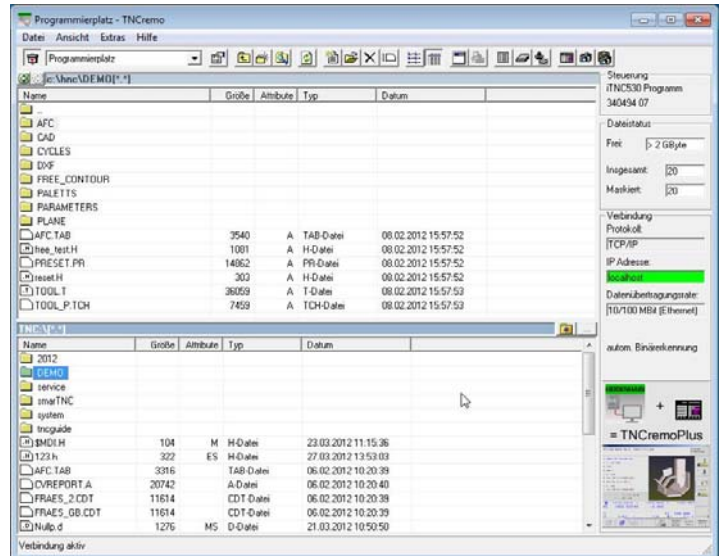 Programmierplatz - TNCremo
Datei Ansicht Extras Hilfe
Programmierplatz
c:\hnc\DEMO[*.*]
Name Größe Attribute Typ Datum
..
AFC
CAD
CYCLES
DXF
FREE_CONTOUR
PALETTS
PARAMETERS
PLANE
AFC.TAB 3540 A TAB-Datei 08.02.2012 15:57:52
free_test.H 1081 A H-Datei 08.02.2012 15:57:52
PRESET.PR 14862 A PR-Datei 08.02.2012 15:57:52
reset.H 303 A H-Datei 08.02.2012 15:57:52
TOOL.T 36059 A T-Datei 08.02.2012 15:57:53
TOOL_P.TCH 7459 A TCH-Datei 08.02.2012 15:57:53
TNC:\[*.*]
Name Größe Attribute Typ Datum
2012
DEMO
service
smarTNC
system
tncguide
$MDI.H 104 M H-Datei 23.03.2012 11:15:36
123.h 322 ES H-Datei 27.03.2012 13:53:03
AFC.TAB 3316 TAB-Datei 06.02.2012 10:20:39
CVREPORT.A 20742 A-Datei 06.02.2012 10:20:40
FRAES_2.CDT 11614 CDT-Datei 06.02.2012 10:20:39
FRAES_GB.CDT 11614 CDT-Datei 06.02.2012 10:20:39
Nullp.d 1276 MS D-Datei 21.03.2012 10:50:50
Verbindung aktiv
Steuerung
iTNC530 Programm
340494 07
Dateistatus
Frei: > 2 GByte
Insgesamt: 20
Maskiert: 20
Verbindung
Protokoll:
TCP/IP
IP Adresse:
localhost
Datenübertragungsrate:
10/100 MBit (Ethernet)
autom. Binärerkennung
HEIDENHAIN
+
= TNCremoPlus